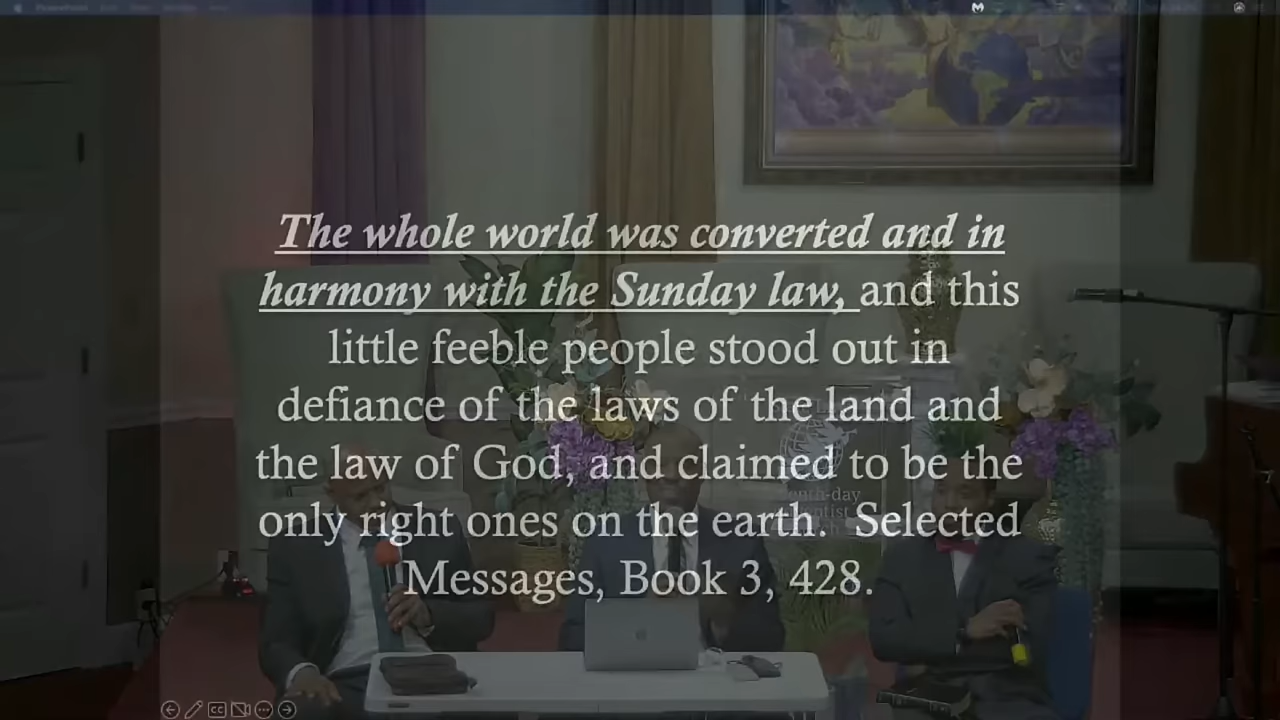 PowerPoint
The whole world was converted and in
harmony with the Sunday law, and this
little feeble people stood out in
defiance of the laws of the land and
the law of God, and claimed to be the
only right ones on the earth. Selected
Messages, Book 3, 428.
CC